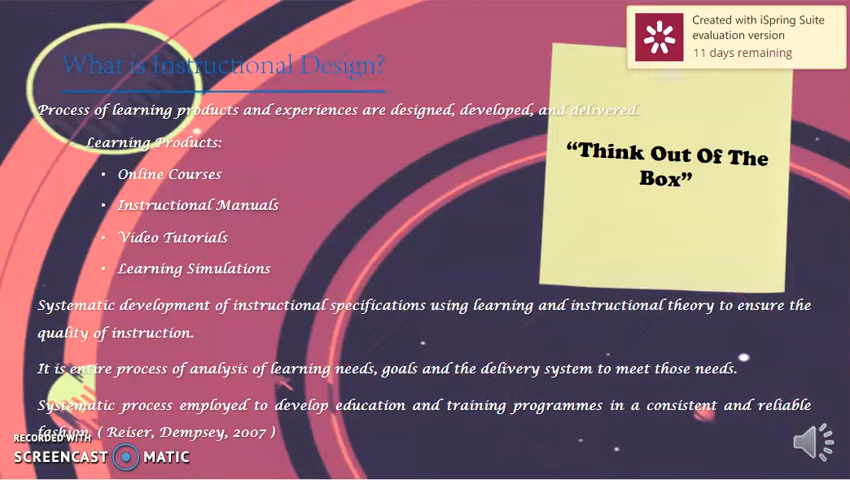 Created with iSpring Suite
evaluation version
11 days remaining
What is Instructional Design?
Process of learning products and experiences are designed, developed, and delivered.
Learning Products:
• Online Courses
• Instructional Manuals
• Video Tutorials
• Learning Simulations
“Think Out Of The
Box”
Systematic development of instructional specifications using learning and instructional theory to ensure the
quality of instruction.
It is entire process of analysis of learning needs, goals and the delivery system to meet those needs.
Systematic process employed to develop education and training programmes in a consistent and reliable
fashion. ( Reiser, Dempsey, 2007 )
RECORDED WITH
SCREENCAST MATIC